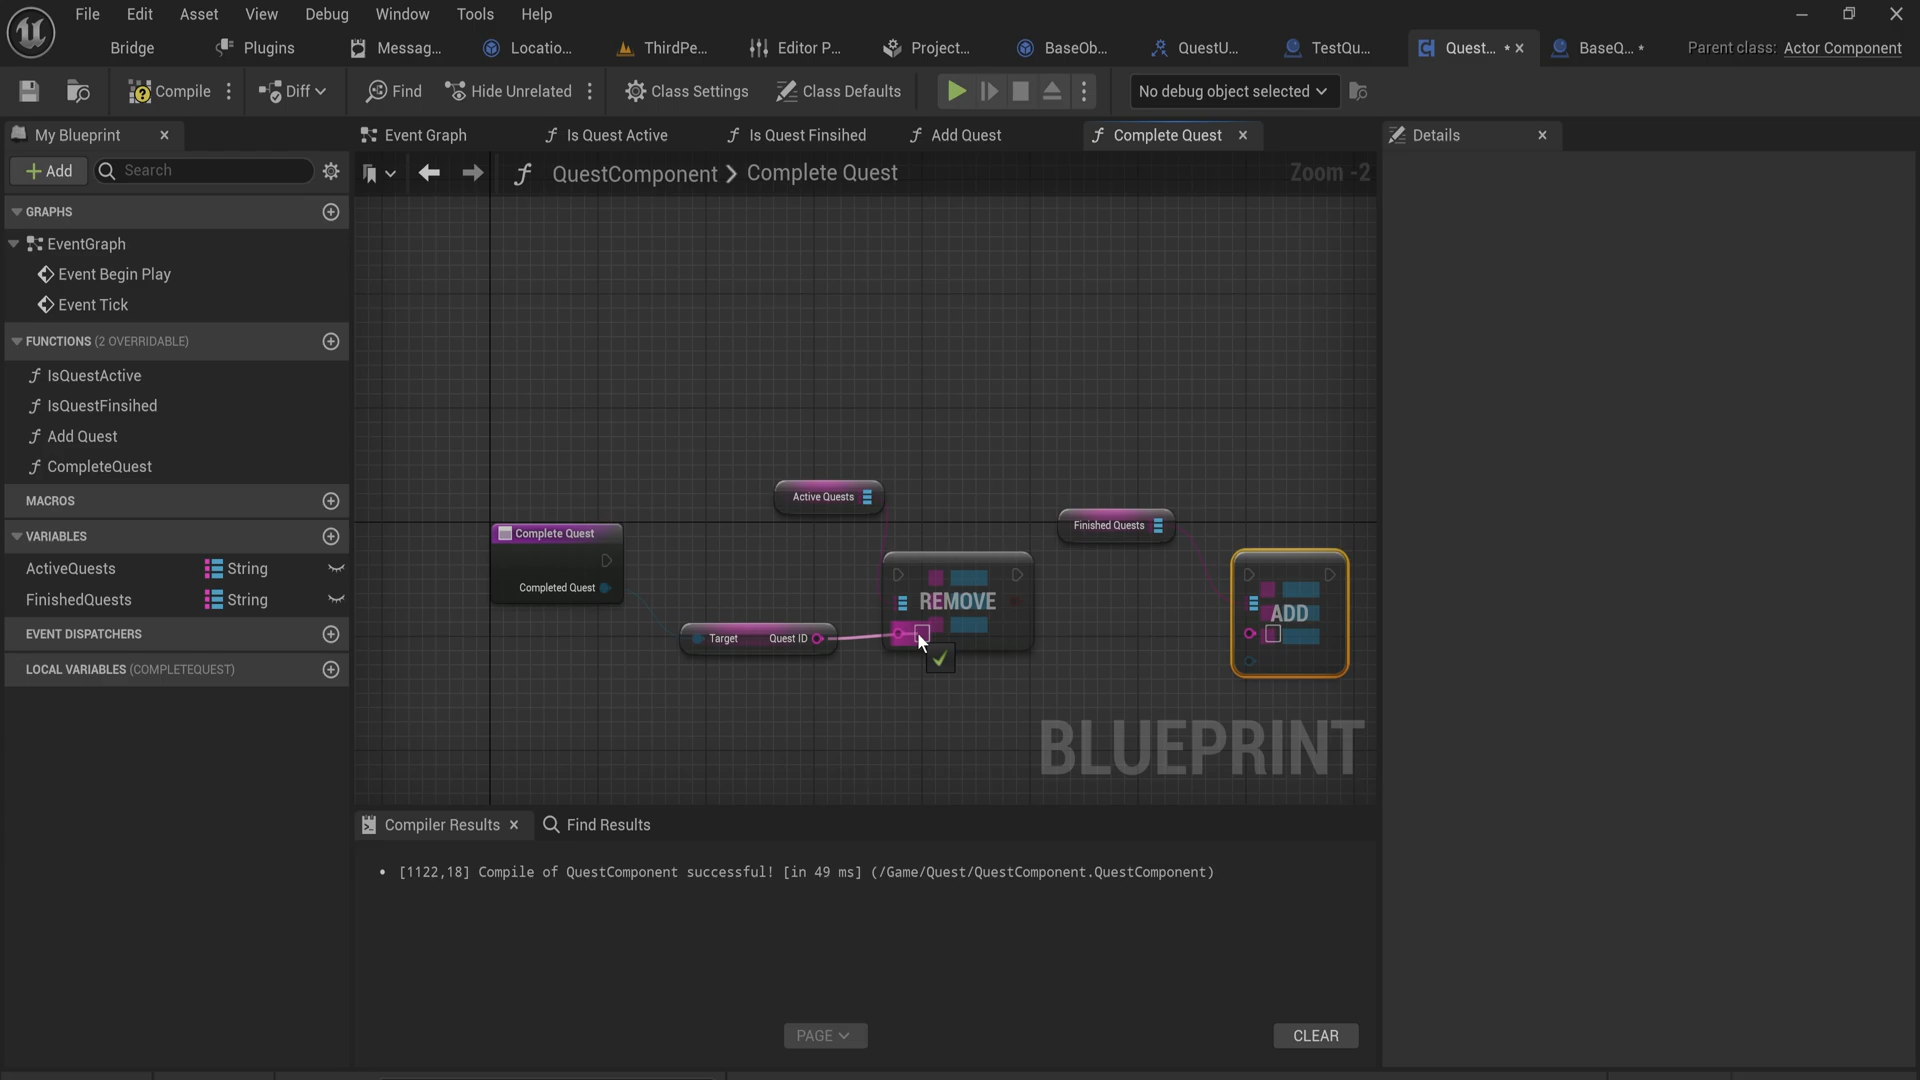 File Edit Asset View Debug Window Tools Help
Bridge Plugins Messag... Locatio... ThirdPe... Editor P... Project... BaseOb... QuestU... TestQu... Quest... * BaseQ... * Parent class: Actor Component
Compile Diff Find Hide Unrelated Class Settings Class Defaults No debug object selected
My Blueprint Event Graph Is Quest Active Is Quest Finsihed Add Quest Complete Quest Details
Add Search QuestComponent > Complete Quest Zoom -2
GRAPHS
EventGraph
Event Begin Play
Event Tick
FUNCTIONS (2 OVERRIDABLE)
IsQuestActive
IsQuestFinsihed
Add Quest
CompleteQuest
MACROS
VARIABLES
ActiveQuests String
FinishedQuests String
EVENT DISPATCHERS
LOCAL VARIABLES (COMPLETEQUEST)
Active Quests
Finished Quests
Complete Quest
Completed Quest
REMOVE
ADD
Target Quest ID
BLUEPRINT
Compiler Results Find Results
• [1122,18] Compile of QuestComponent successful! [in 49 ms] (/Game/Quest/QuestComponent.QuestComponent)
PAGE CLEAR